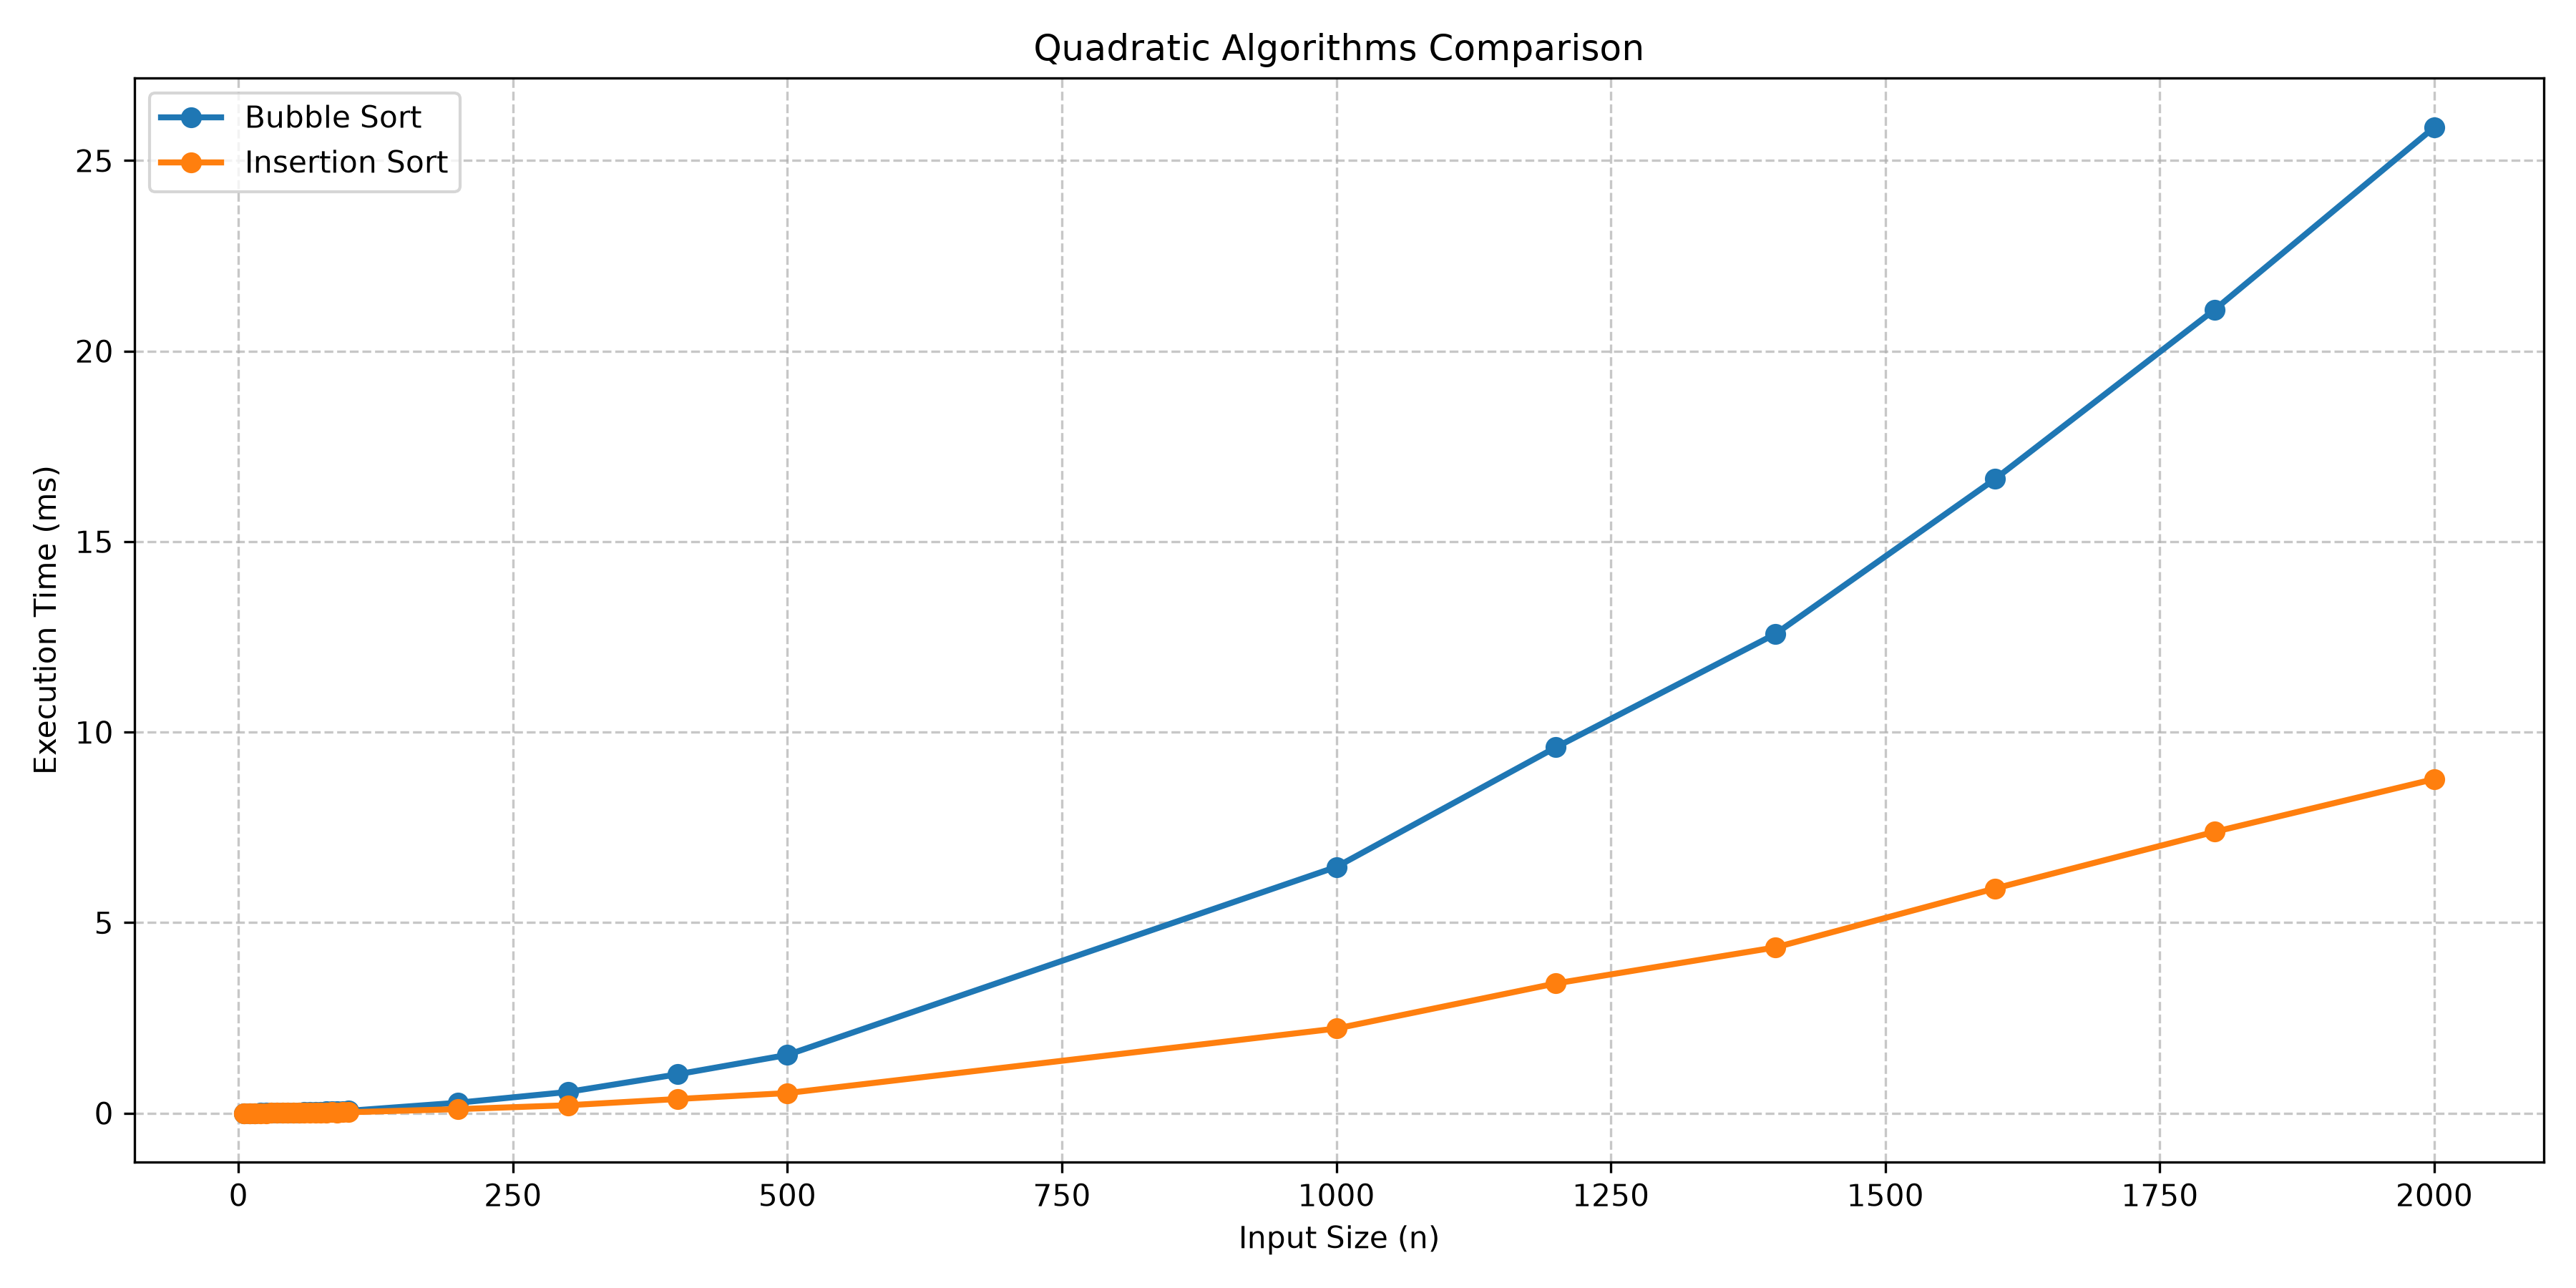 Quadratic Algorithms Comparison
Bubble Sort
Insertion Sort
Execution Time (ms)
25
20
15
10
5
0
0 250 500 750 1000 1250 1500 1750 2000
Input Size (n)